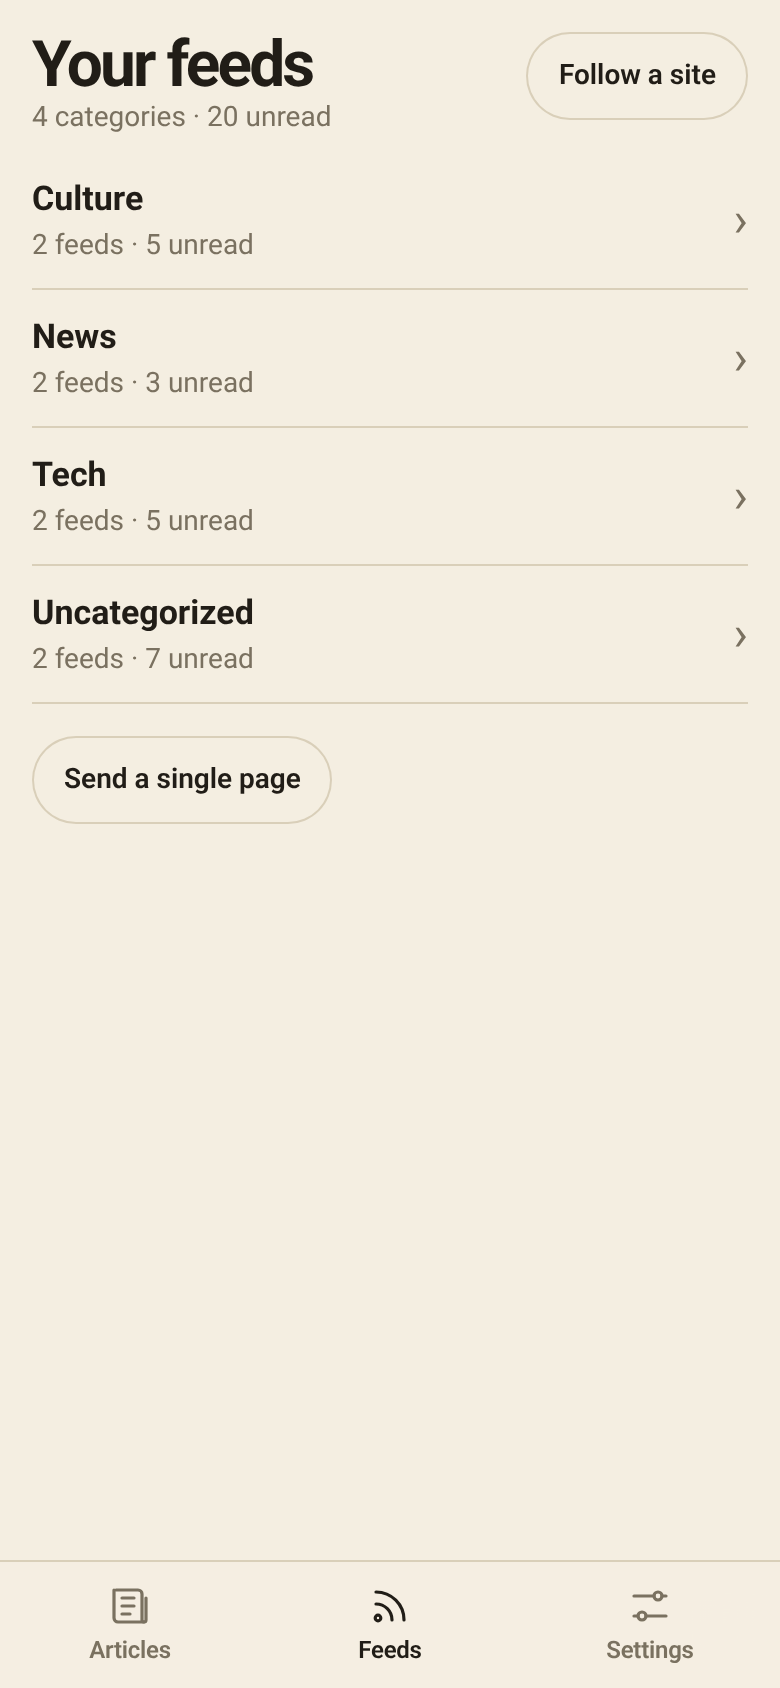 Your feeds
Follow a site
4 categories · 20 unread
Culture
2 feeds · 5 unread
News
2 feeds · 3 unread
Tech
2 feeds · 5 unread
Uncategorized
2 feeds · 7 unread
Send a single page
Articles
Feeds
Settings